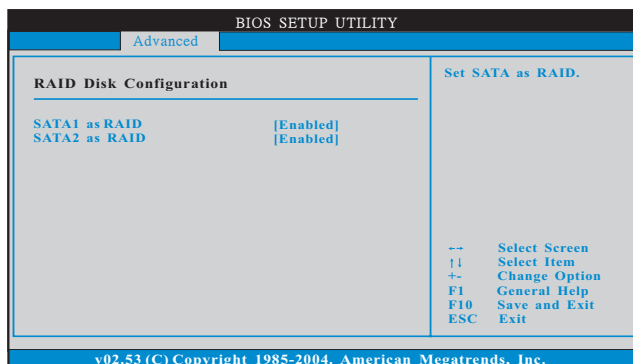 BIOS SETUP UTILITY
Advanced
RAID Disk Configuration
SATA1 as RAID [Enabled]
SATA2 as RAID [Enabled]
Set SATA as RAID.
←→ Select Screen
↑↓ Select Item
+- Change Option
F1 General Help
F10 Save and Exit
ESC Exit
v02.53 (C) Copyright 1985-2004, American Megatrends, Inc.